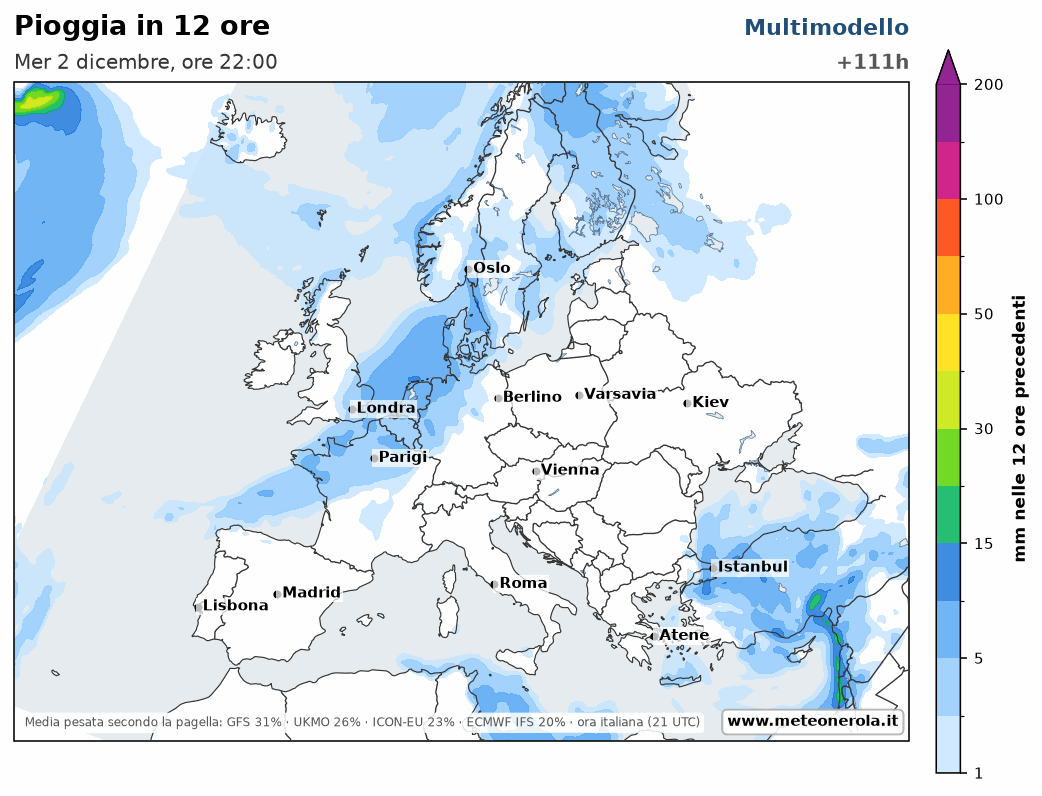 Pioggia in 12 ore
Multimodello
Mer 2 dicembre, ore 22:00
+111h
200
100
50
30
15
5
1
mm nelle 12 ore precedenti
Oslo
Londra
Berlino
Varsavia
Kiev
Parigi
Vienna
Istanbul
Roma
Madrid
Lisbona
Atene
Media pesata secondo la pagella: GFS 31% · UKMO 26% · ICON-EU 23% · ECMWF IFS 20% · ora italiana (21 UTC)
www.meteonerola.it